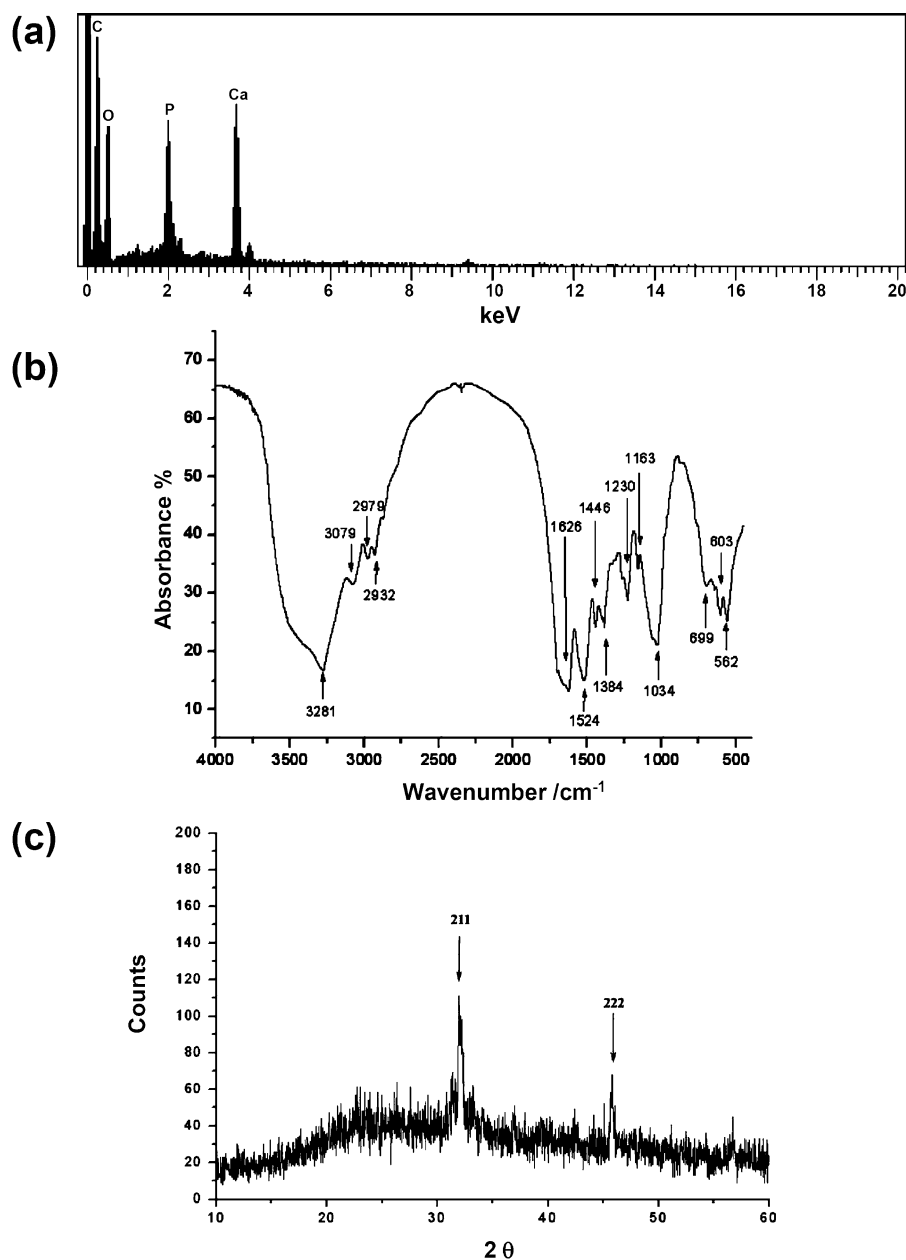 (a)
C
O
P
Ca
0 2 4 6 8 10 12 14 16 18 20
keV
(b)
70
60
50
40
30
20
10
Absorbance %
3281
3079
2979
2932
1626
1524
1446
1384
1230
1163
1034
699
603
562
4000 3500 3000 2500 2000 1500 1000 500
Wavenumber /cm-1
(c)
200
180
160
140
120
100
80
60
40
20
0
Counts
211
222
10 20 30 40 50 60
2 θ